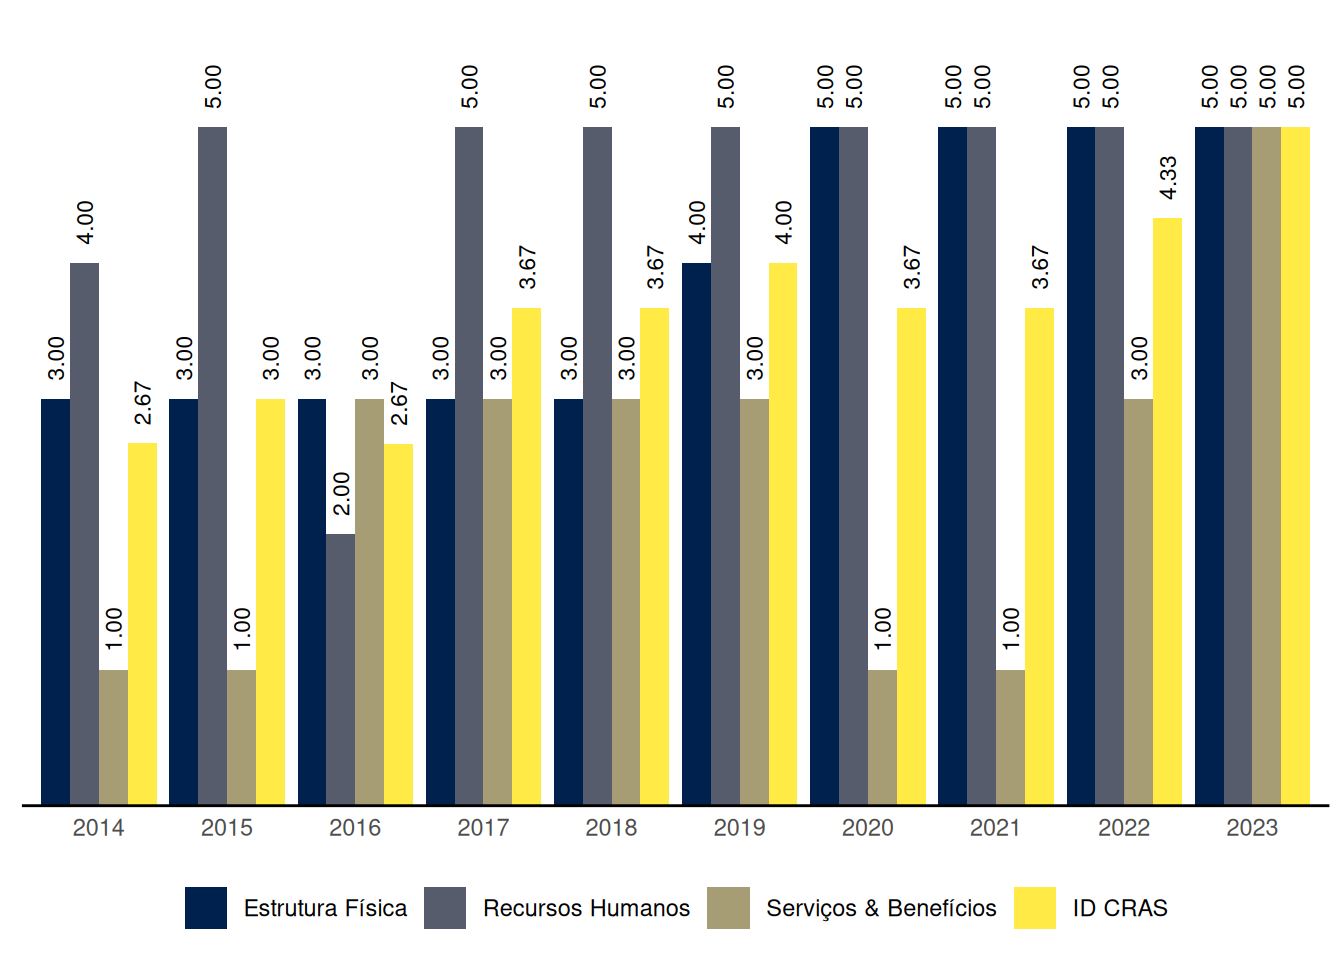 3.00 4.00 1.00 2.67 3.00 5.00 1.00 3.00 3.00 2.00 3.00 2.67 3.00 5.00 3.00 3.67 3.00 5.00 3.00 3.67 4.00 5.00 3.00 4.00 5.00 5.00 1.00 3.67 5.00 5.00 1.00 3.67 5.00 5.00 3.00 4.33 5.00 5.00 5.00 5.00
2014 2015 2016 2017 2018 2019 2020 2021 2022 2023
Estrutura Física Recursos Humanos Serviços & Benefícios ID CRAS